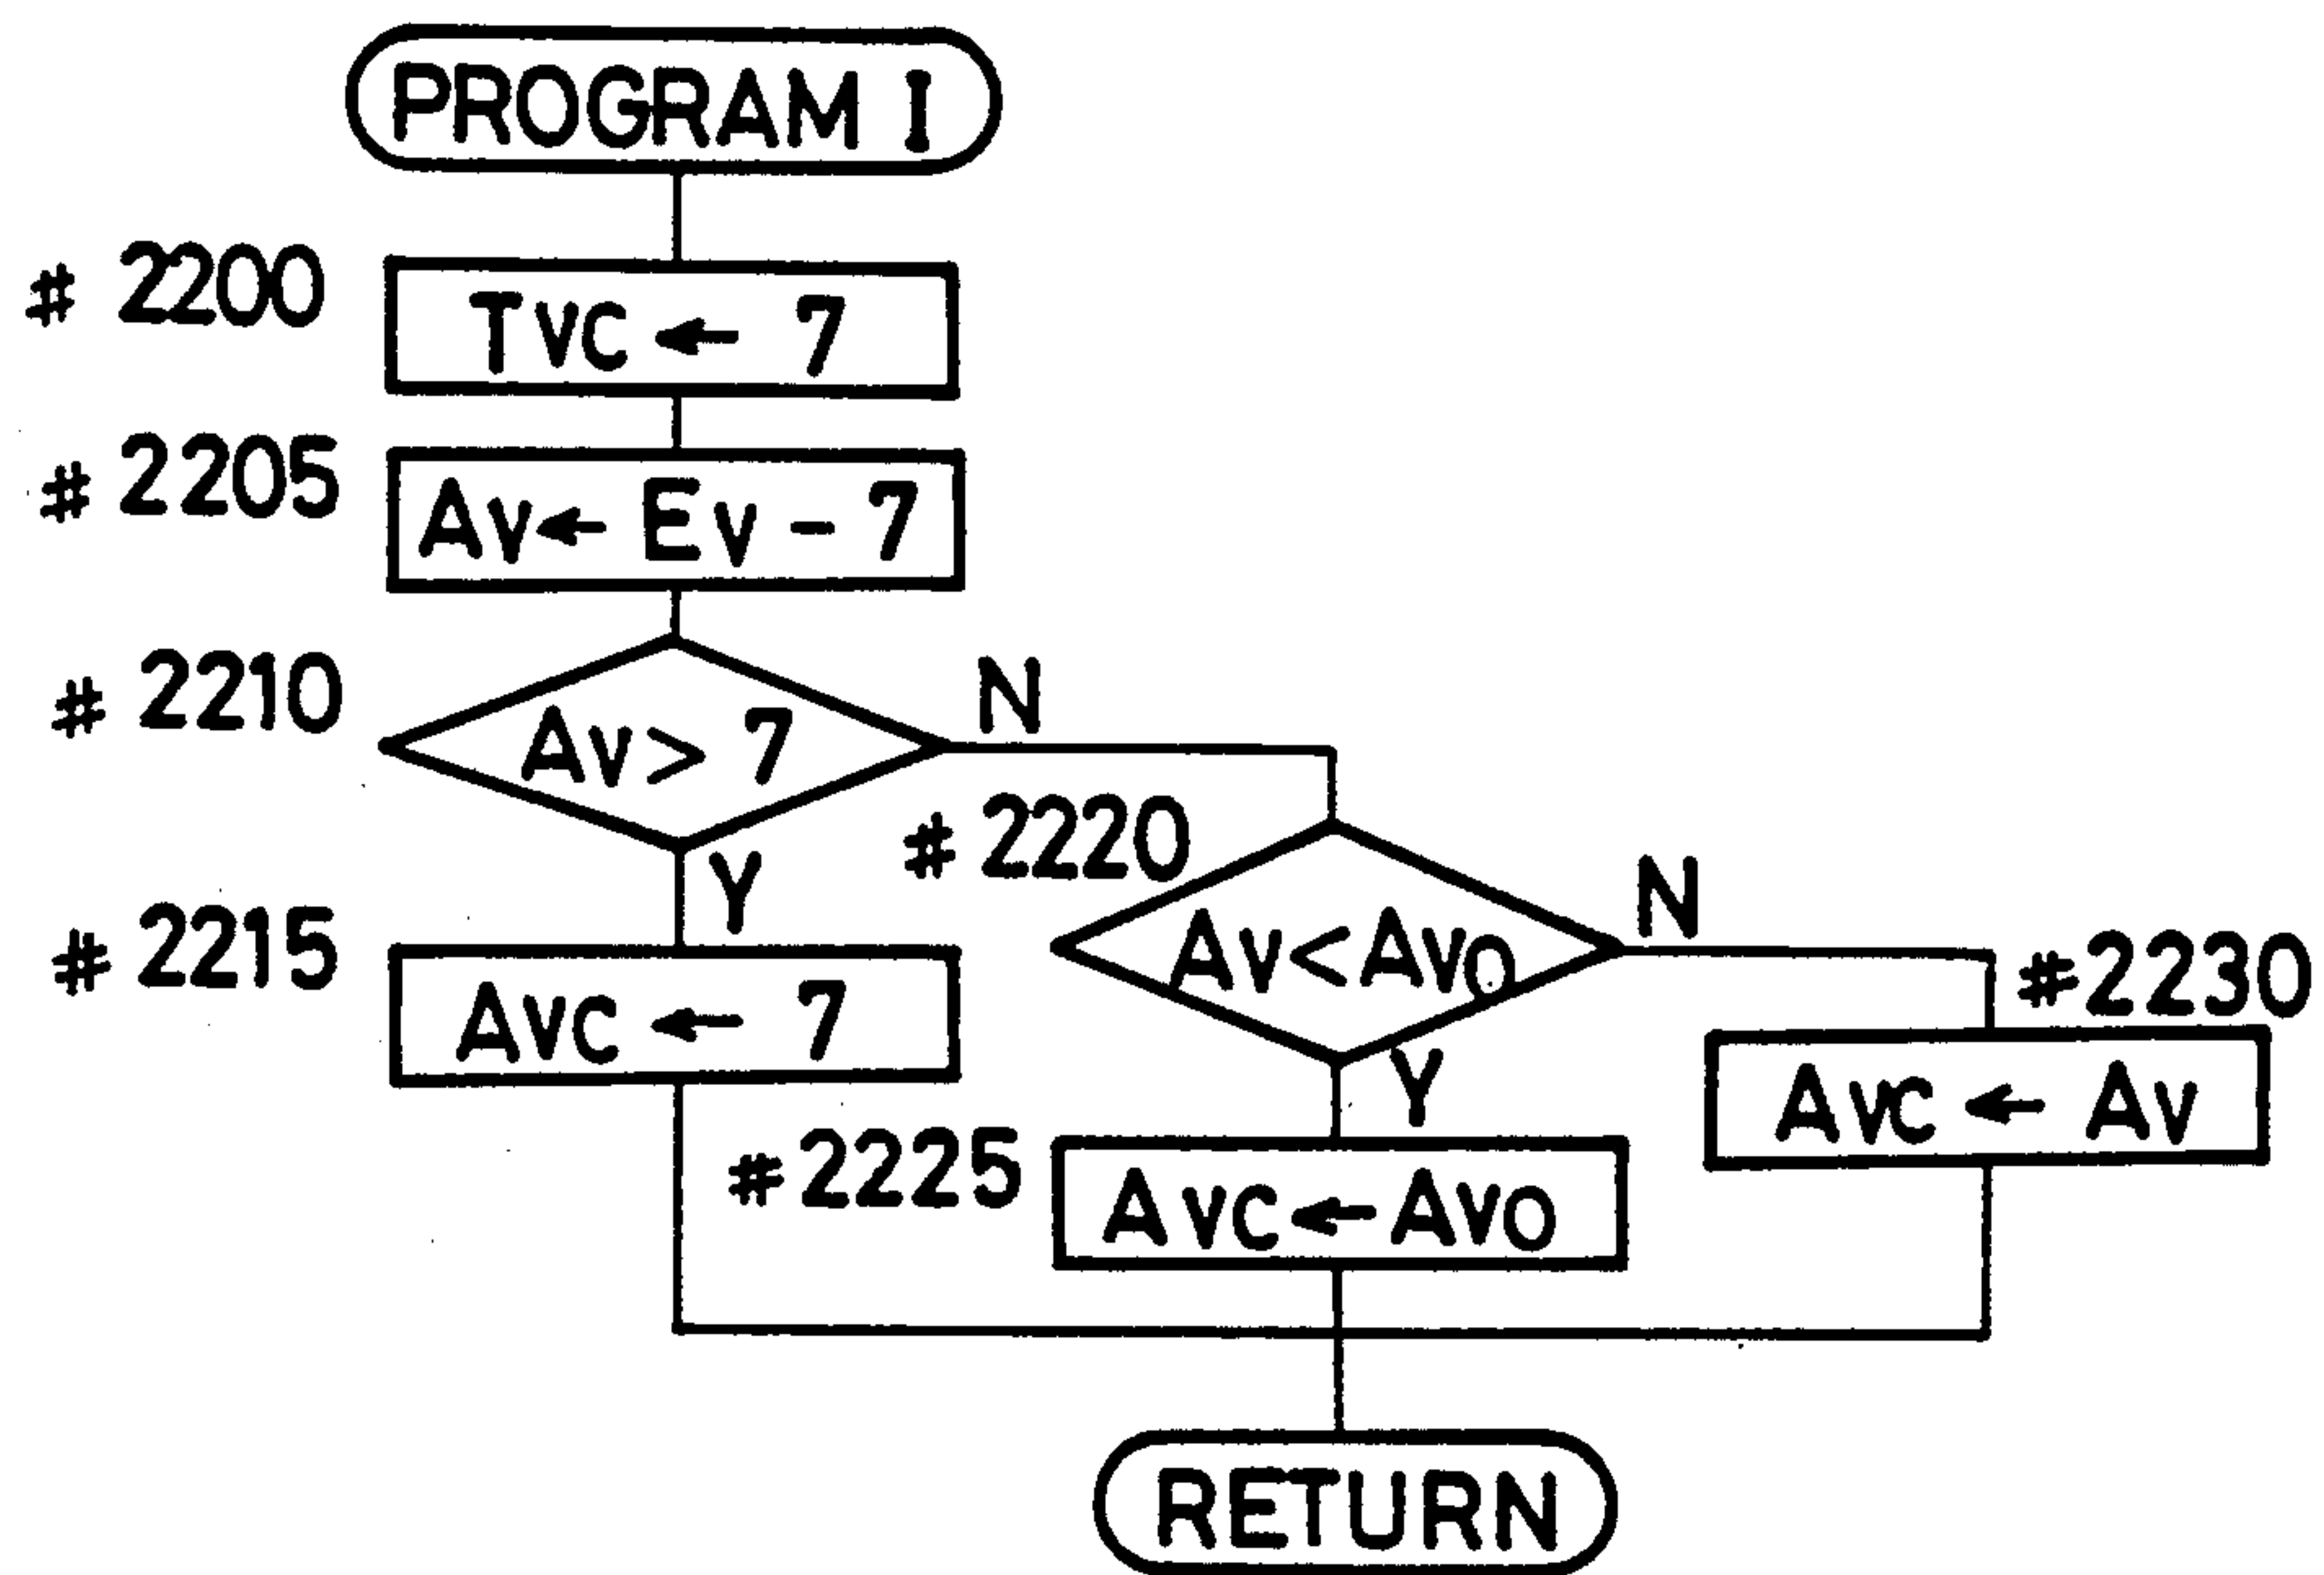 PROGRAM I
# 2200
TVC ← 7
# 2205
AV ← EV - 7
# 2210
AV > 7
N
Y
# 2220
AV < AVO
N
Y
# 2215
AVC ← 7
# 2230
AVC ← AV
# 2225
AVC ← AVO
RETURN